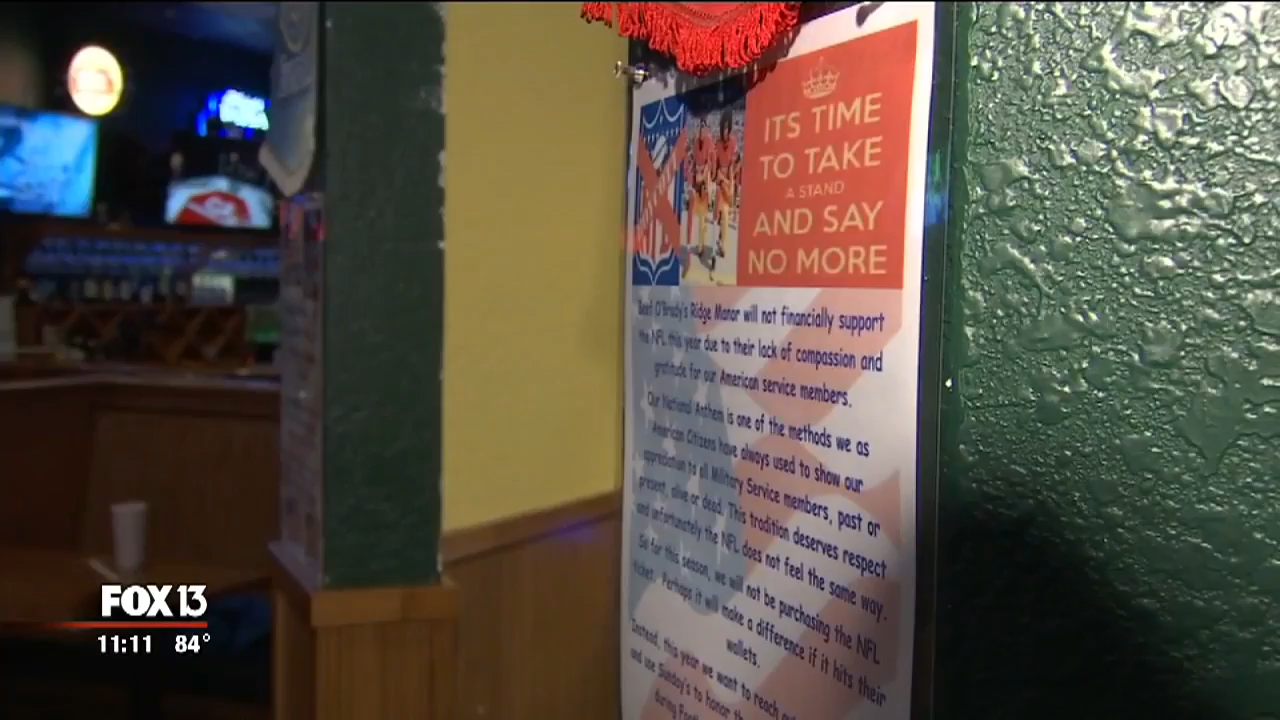 ITS TIME
TO TAKE
A STAND
AND SAY
NO MORE
Beef O'Brady's Ridge Manor will not financially support
the NFL this year due to their lack of compassion and
gratitude for our American service members.
Our National Anthem is one of the methods we as
American Citizens have always used to show our
appreciation to all Military Service members, past or
present, alive or dead. This tradition deserves respect
and unfortunately the NFL does not feel the same way.
So for this season, we will not be purchasing the NFL
ticket. Perhaps it will make a difference if it hits their
wallets.
Instead, this year we want to reach
and use Sunday's to honor
during
FOX 13
11:11 84°